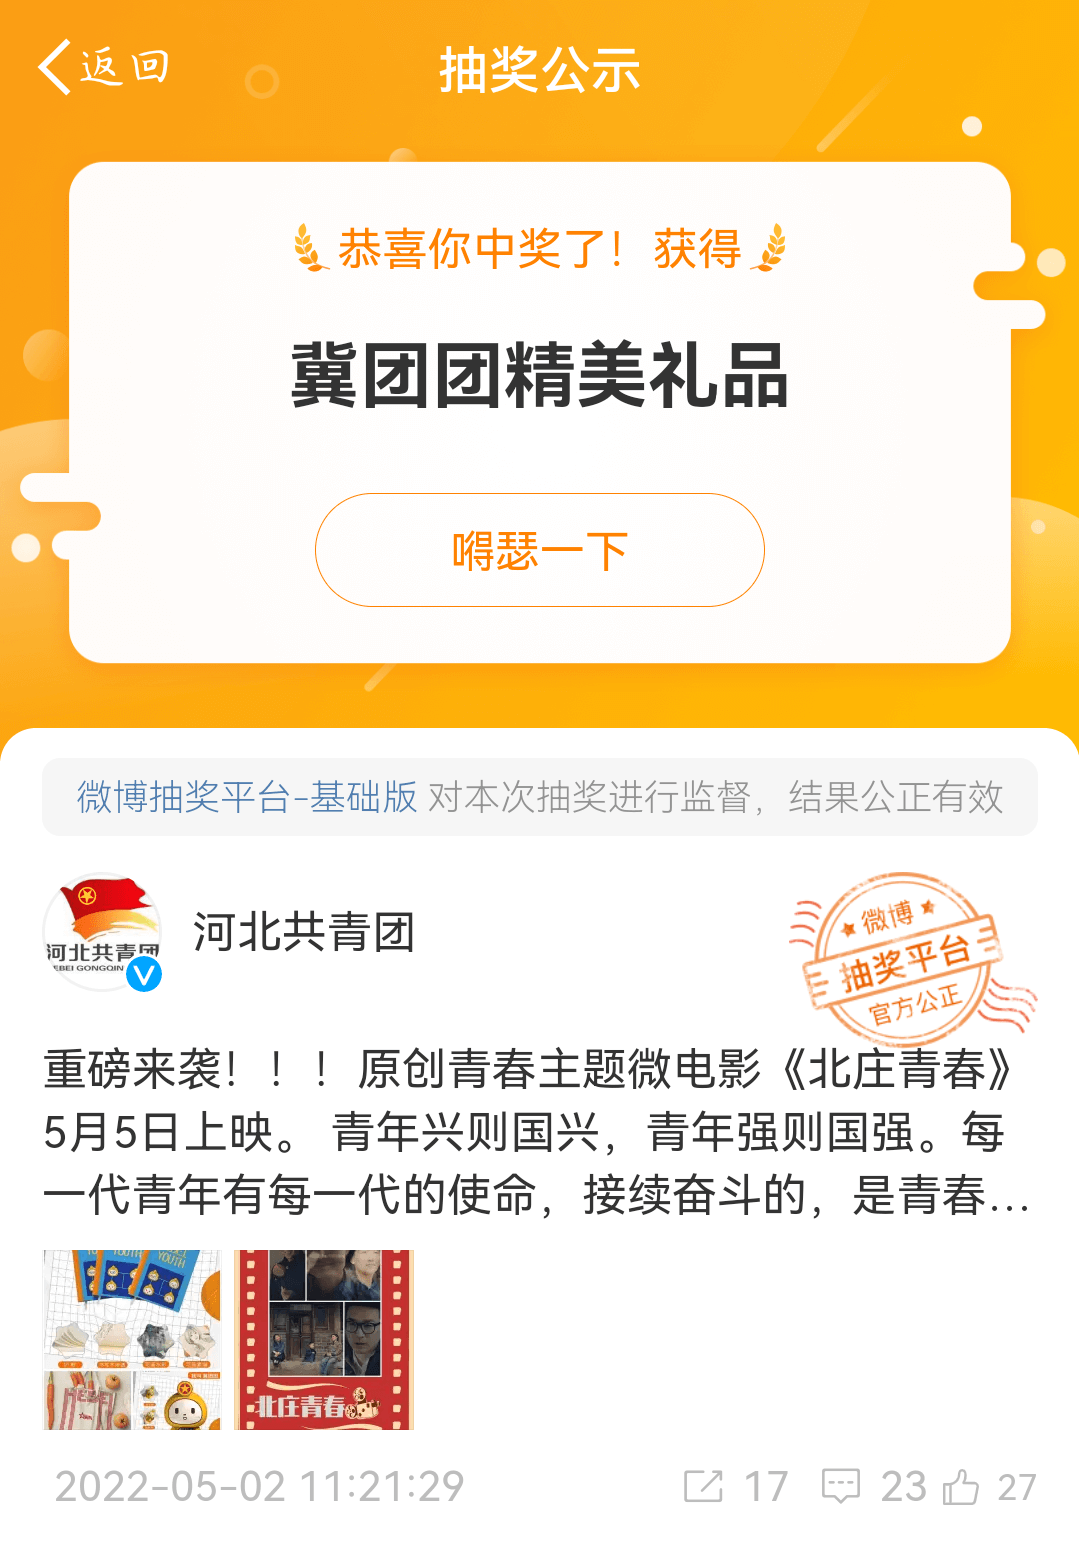 返回
抽奖公示
恭喜你中奖了！获得
冀团团精美礼品
嘚瑟一下
微博抽奖平台-基础版 对本次抽奖进行监督，结果公正有效
河北共青团
河北共青团
微博
抽奖平台
官方公正
重磅来袭！！！原创青春主题微电影《北庄青春》
5月5日上映。 青年兴则国兴，青年强则国强。每
一代青年有每一代的使命，接续奋斗的，是青春...
YOUTH
北庄青春
2022-05-02 11:21:29
17
23
27